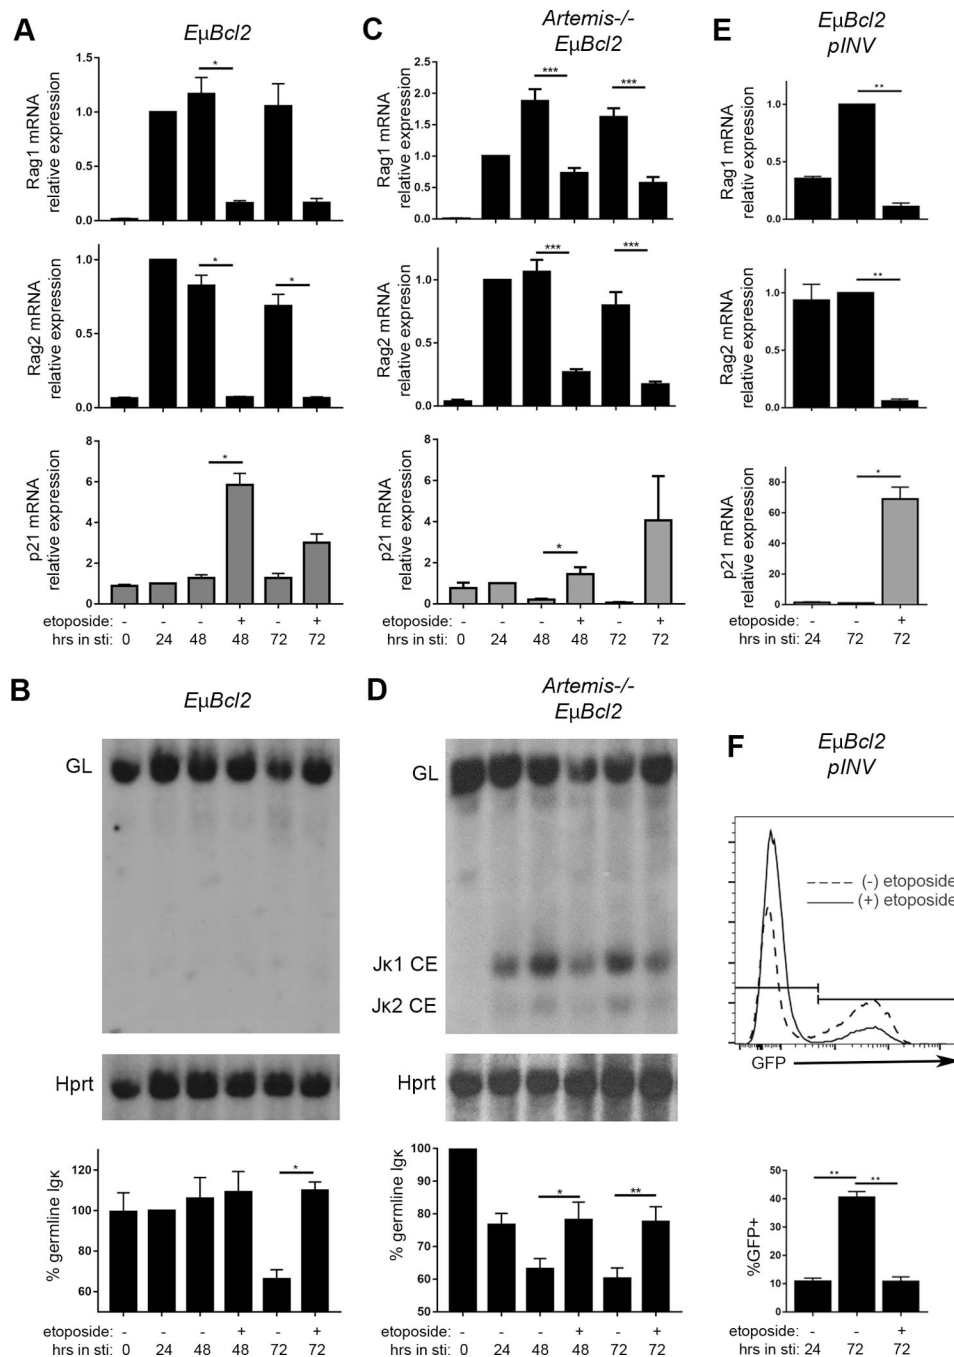 A
EμBcl2
Rag1 mRNA
relative expression
1.5
1.0
0.5
0.0
*
Rag2 mRNA
relative expression
1.0
0.5
0.0
*
*
p21 mRNA
relative expression
8
6
4
2
0
*
etoposide: - - - + - +
hrs in sti: 0 24 48 48 72 72
C
Artemis-/-
EμBcl2
Rag1 mRNA
relative expression
2.5
2.0
1.5
1.0
0.5
0.0
***
***
Rag2 mRNA
relative expression
1.0
0.5
0.0
***
***
p21 mRNA
relative expression
8
6
4
2
0
*
etoposide: - - - + - +
hrs in sti: 0 24 48 48 72 72
E
EμBcl2
pINV
Rag1 mRNA
relative expression
1.0
0.5
0.0
**
Rag2 mRNA
relative expression
1.0
0.5
0.0
**
p21 mRNA
relative expression
80
60
40
20
0
*
etoposide: - - +
hrs in sti: 24 72 72
B
EμBcl2
GL
Hprt
% germline Igκ
120
100
80
60
*
etoposide: - - - + - +
hrs in sti: 0 24 48 48 72 72
D
Artemis-/-
EμBcl2
GL
Jκ1 CE
Jκ2 CE
Hprt
% germline Igκ
100
90
80
70
60
50
*
**
etoposide: - - - + - +
hrs in sti: 0 24 48 48 72 72
F
EμBcl2
pINV
(-) etoposide
(+) etoposide
GFP
%GFP+
50
40
30
20
10
0
**
**
etoposide: - - +
hrs in sti: 24 72 72